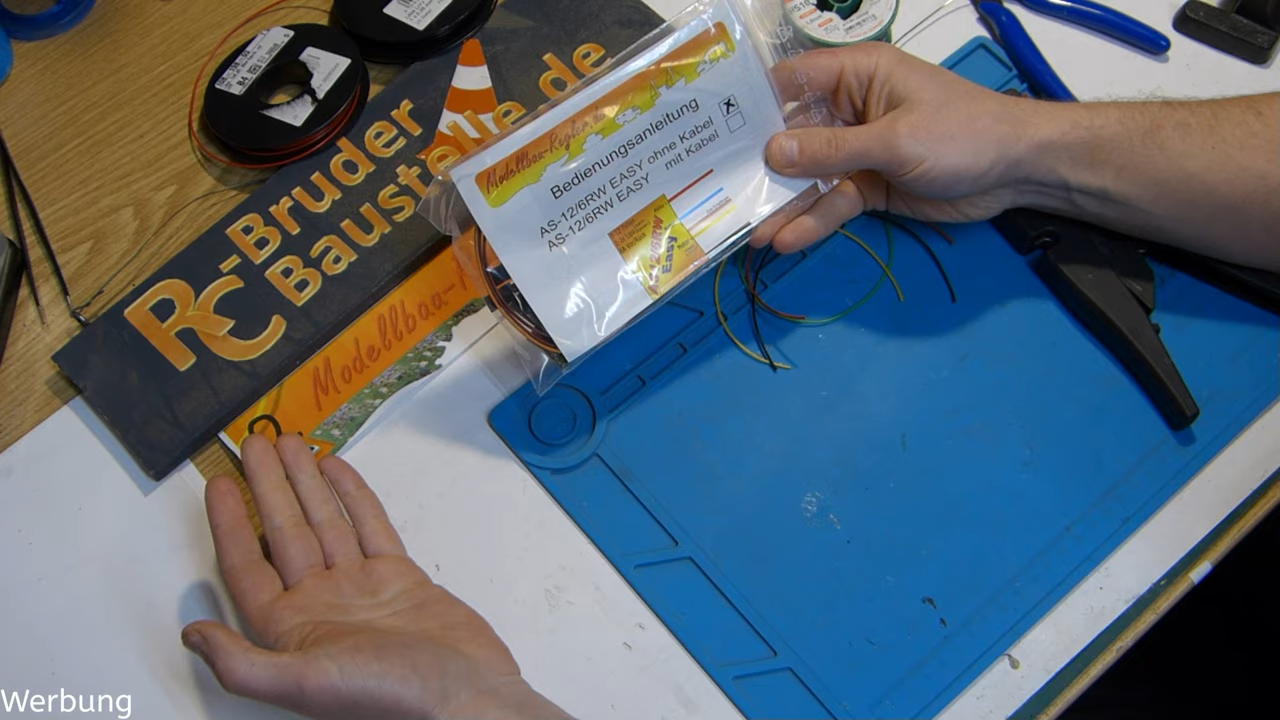 RC-Bruder
Baustelle.de
Modellbau-Regler.de
Bedienungsanleitung
AS-12/6RW EASY ohne Kabel
AS-12/6RW EASY mit Kabel
Easy
Modellbau-
Werbung